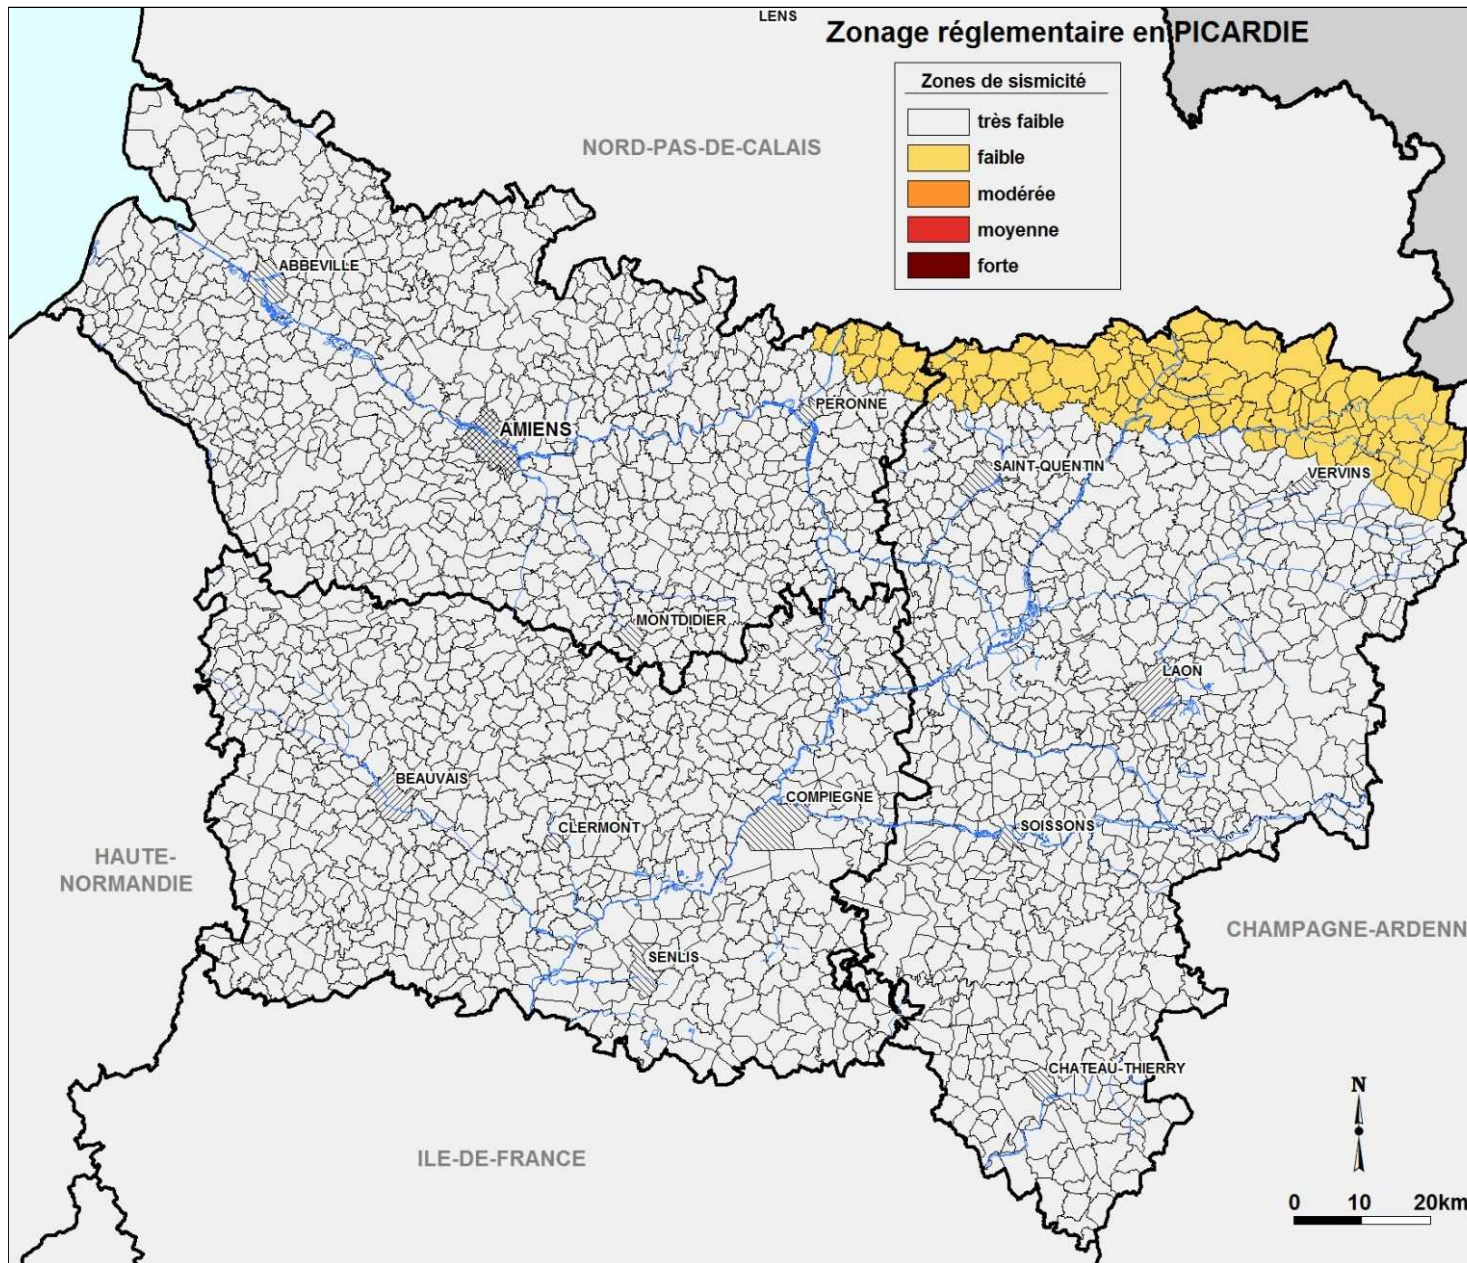 LENS
Zonage réglementaire en PICARDIE
Zones de sismicité
très faible
faible
modérée
moyenne
forte
NORD-PAS-DE-CALAIS
ABBEVILLE
PERONNE
AMIENS
SAINT-QUENTIN
VERVINS
MONTDIDIER
LAON
BEAUVAIS
COMPIEGNE
CLERMONT
SOISSONS
HAUTE-
NORMANDIE
CHAMPAGNE-ARDENN
SENLIS
CHATEAU-THIERRY
N
ILE-DE-FRANCE
0 10 20km